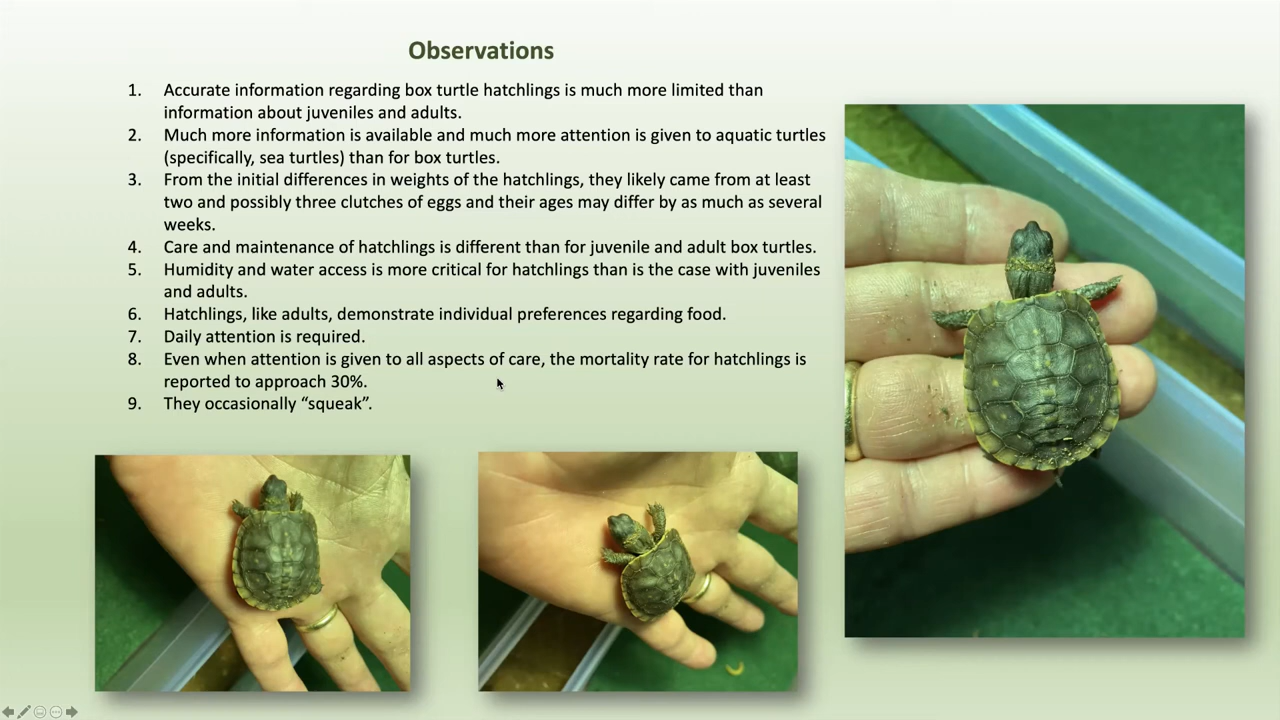 Observations
1. Accurate information regarding box turtle hatchlings is much more limited than
information about juveniles and adults.
2. Much more information is available and much more attention is given to aquatic turtles
(specifically, sea turtles) than for box turtles.
3. From the initial differences in weights of the hatchlings, they likely came from at least
two and possibly three clutches of eggs and their ages may differ by as much as several
weeks.
4. Care and maintenance of hatchlings is different than for juvenile and adult box turtles.
5. Humidity and water access is more critical for hatchlings than is the case with juveniles
and adults.
6. Hatchlings, like adults, demonstrate individual preferences regarding food.
7. Daily attention is required.
8. Even when attention is given to all aspects of care, the mortality rate for hatchlings is
reported to approach 30%.
9. They occasionally “squeak”.